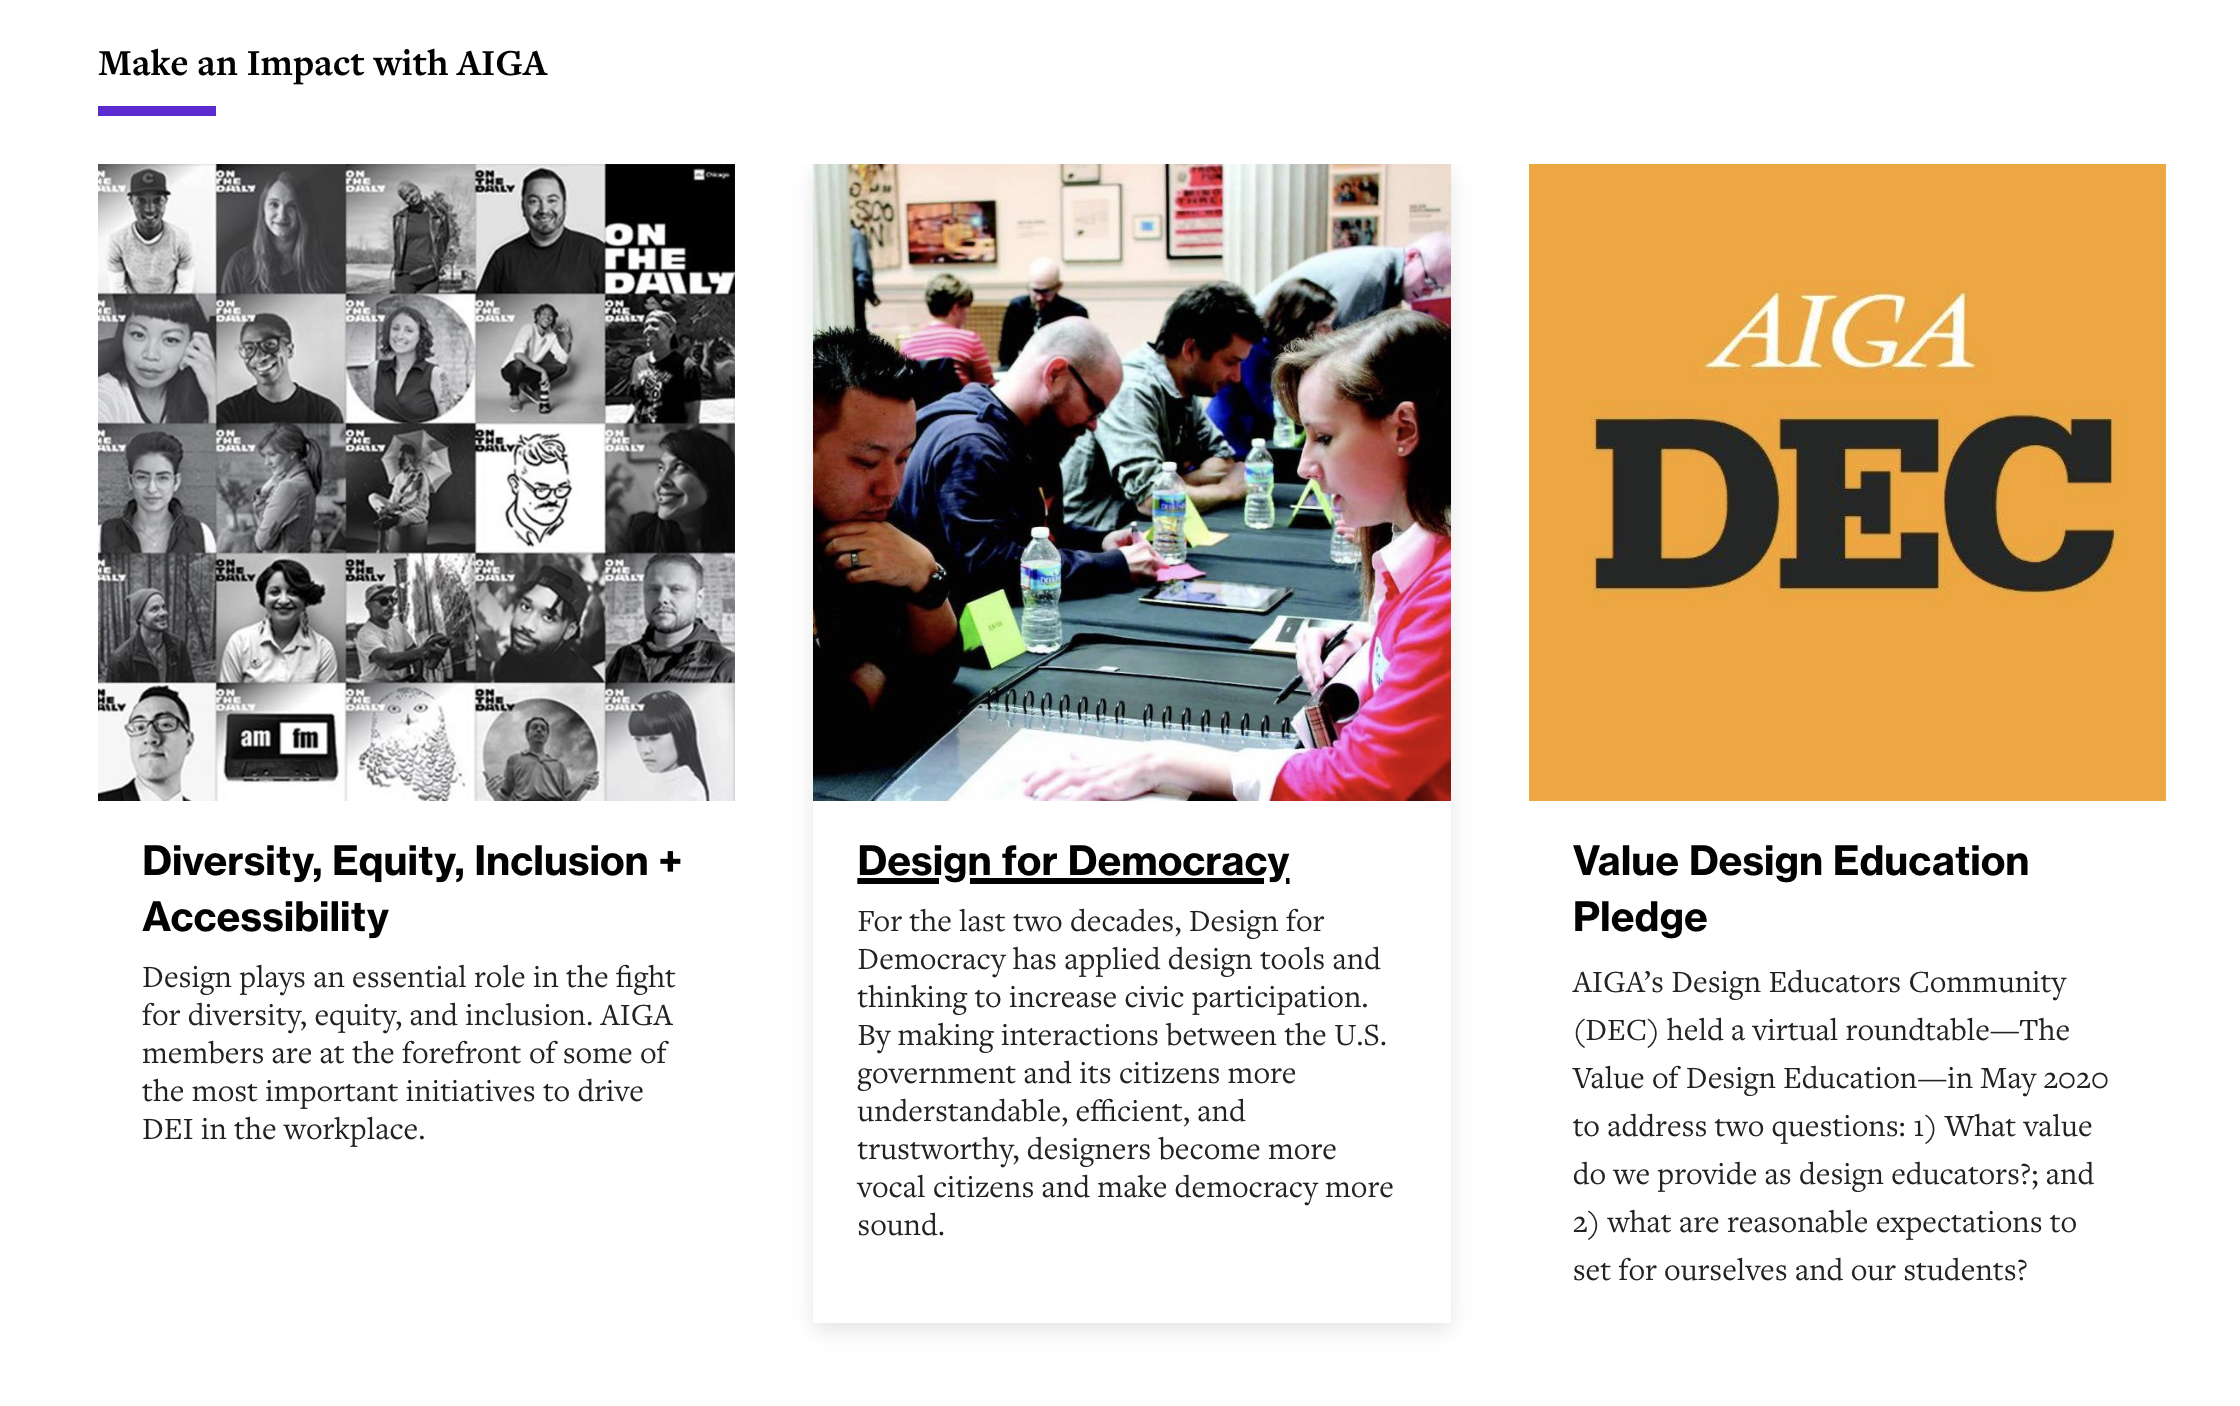 Make an Impact with AIGA
ON
THE
DAILY
Chicago
ON
THE
DAILY
am fm
AIGA
DEC
Diversity, Equity, Inclusion +
Accessibility
Design plays an essential role in the fight
for diversity, equity, and inclusion. AIGA
members are at the forefront of some of
the most important initiatives to drive
DEI in the workplace.
Design for Democracy
For the last two decades, Design for
Democracy has applied design tools and
thinking to increase civic participation.
By making interactions between the U.S.
government and its citizens more
understandable, efficient, and
trustworthy, designers become more
vocal citizens and make democracy more
sound.
Value Design Education
Pledge
AIGA’s Design Educators Community
(DEC) held a virtual roundtable—The
Value of Design Education—in May 2020
to address two questions: 1) What value
do we provide as design educators?; and
2) what are reasonable expectations to
set for ourselves and our students?